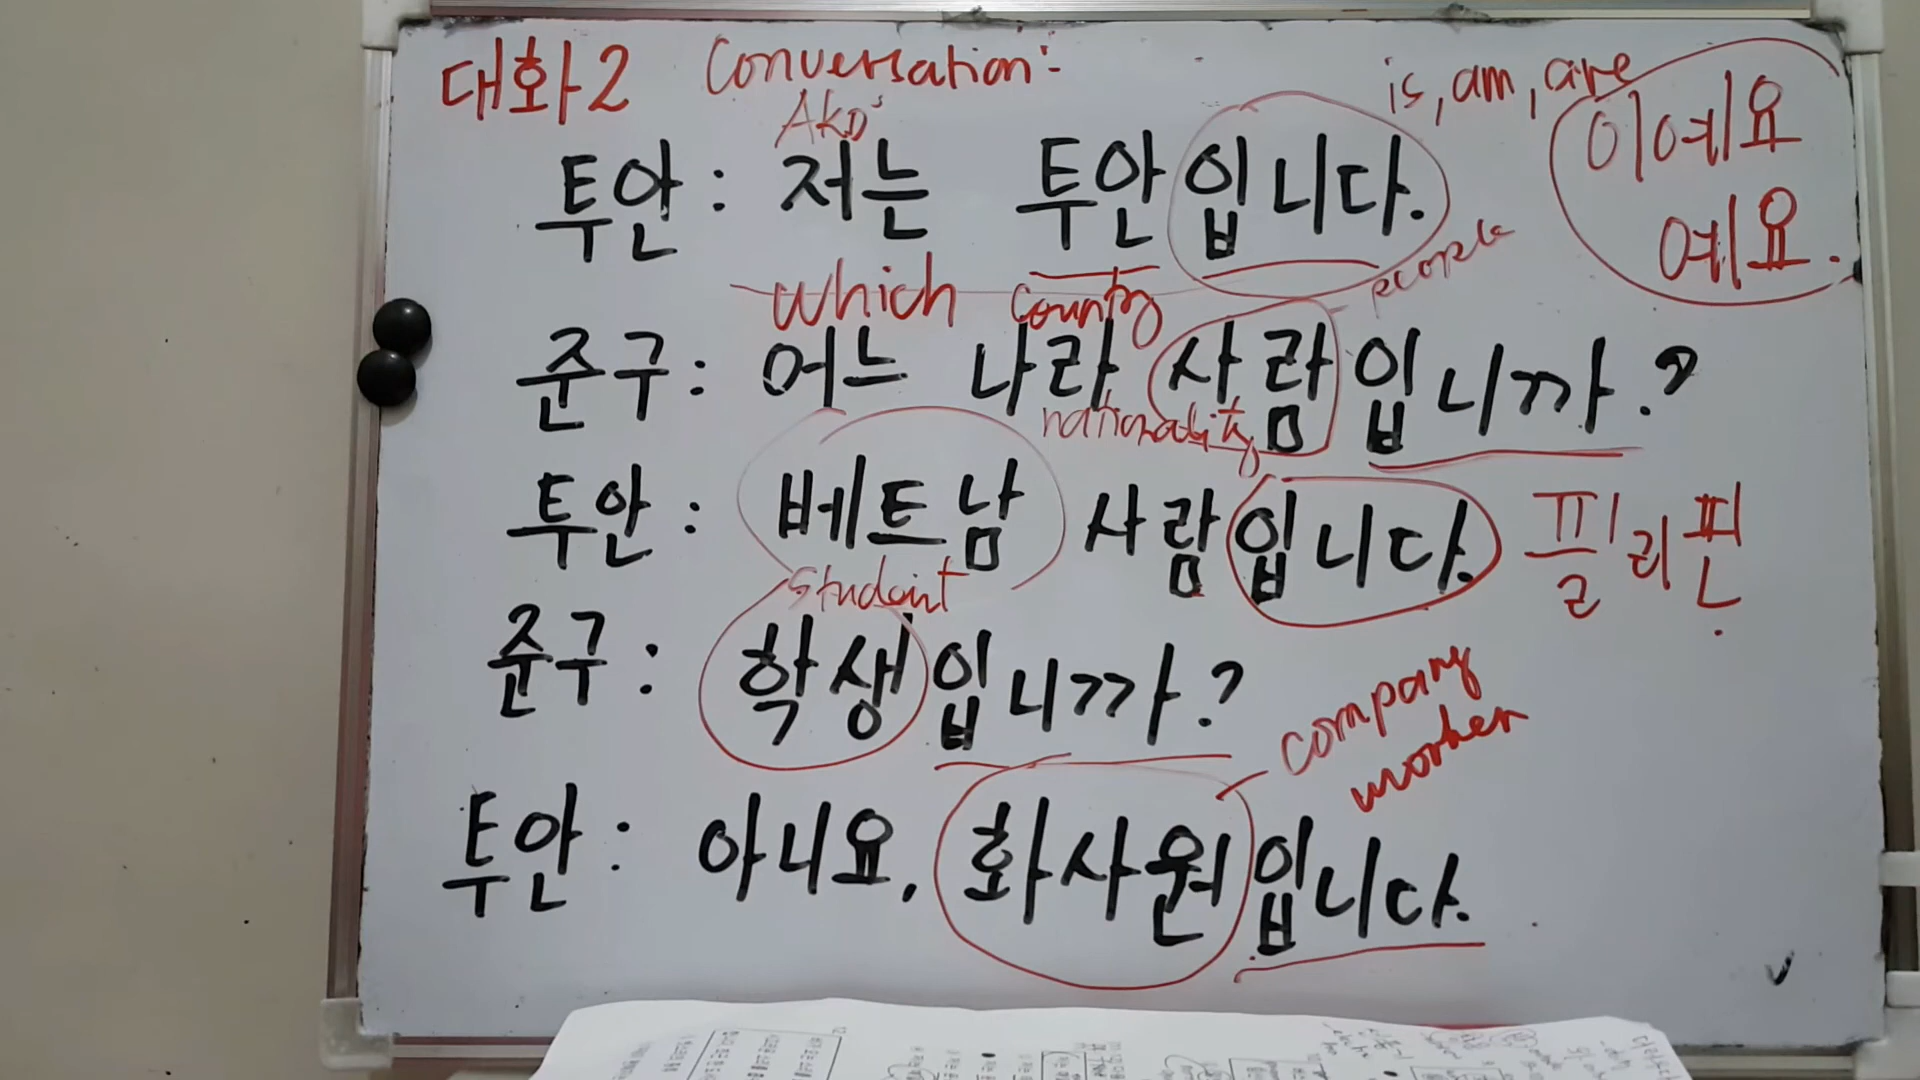 대화2 Conversation:
is, am, are
Ako
이예요
예요.
투안: 저는 투안입니다.
people
which country
준구: 어느 나라 사람입니까?
nationality
투안: 베트남 사람입니다. 필리핀
student
준구: 학생입니까?
company
worker
투안: 아니요, 화사원입니다.